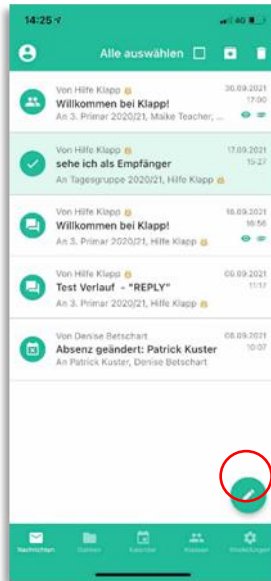 14:25
4G
Alle auswählen
Von Hilfe Klapp
30.09.2021
Willkommen bei Klapp!
17:00
An 3. Primar 2020/21, Maike Teacher, ...
Von Hilfe Klapp
17.09.2021
sehe ich als Empfänger
15:27
An Tagesgruppe 2020/21, Hilfe Klapp
Von Hilfe Klapp
16.09.2021
Willkommen bei Klapp!
16:56
An 3. Primar 2020/21, Hilfe Klapp
Von Hilfe Klapp
09.09.2021
Test Verlauf - "REPLY"
11:17
An 3. Primar 2020/21, Hilfe Klapp
Von Denise Betschart
08.09.2021
Absenz geändert: Patrick Kuster
10:07
An Patrick Kuster, Denise Betschart
Nachrichten Dateien Kalender Klassen Einstellungen